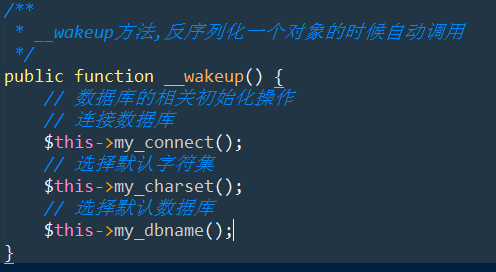 /**
 * __wakeup方法,反序列化一个对象的时候自动调用
 */
public function __wakeup() {
    // 数据库的相关初始化操作
    // 连接数据库
    $this->my_connect();
    // 选择默认字符集
    $this->my_charset();
    // 选择默认数据库
    $this->my_dbname();
}